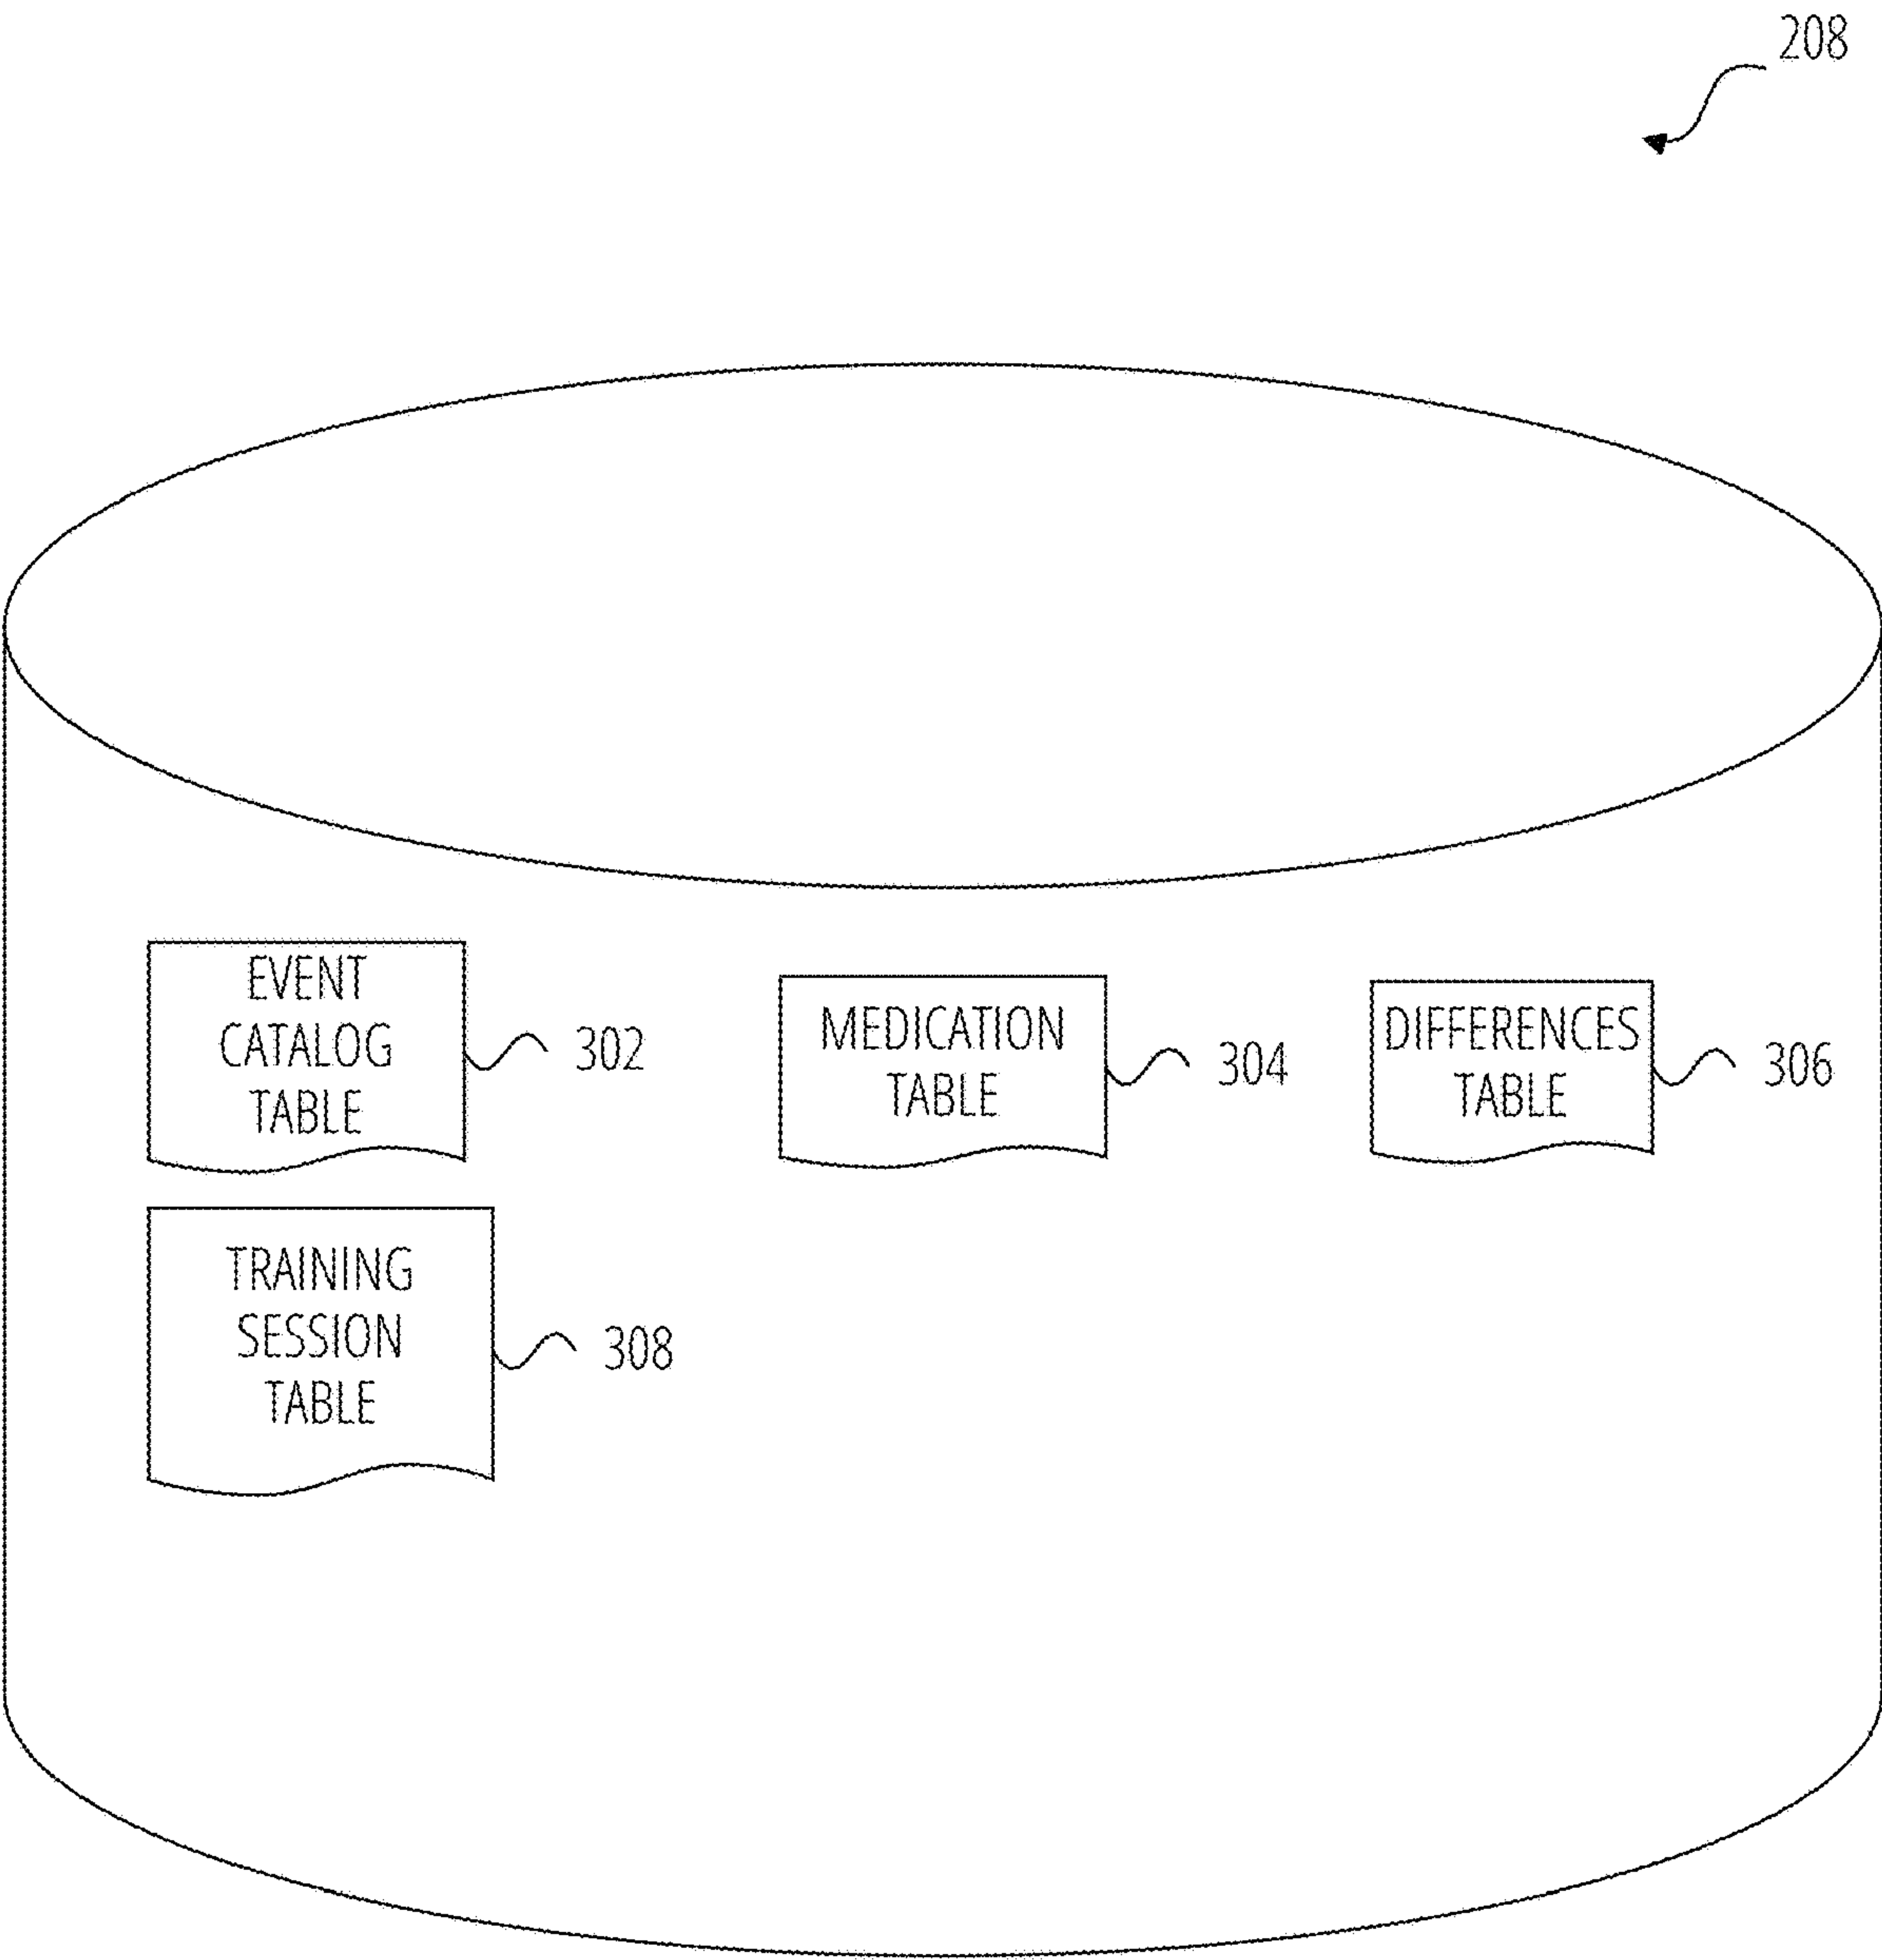 208
EVENT
CATALOG
TABLE
302
MEDICATION
TABLE
304
DIFFERENCES
TABLE
306
TRAINING
SESSION
TABLE
308